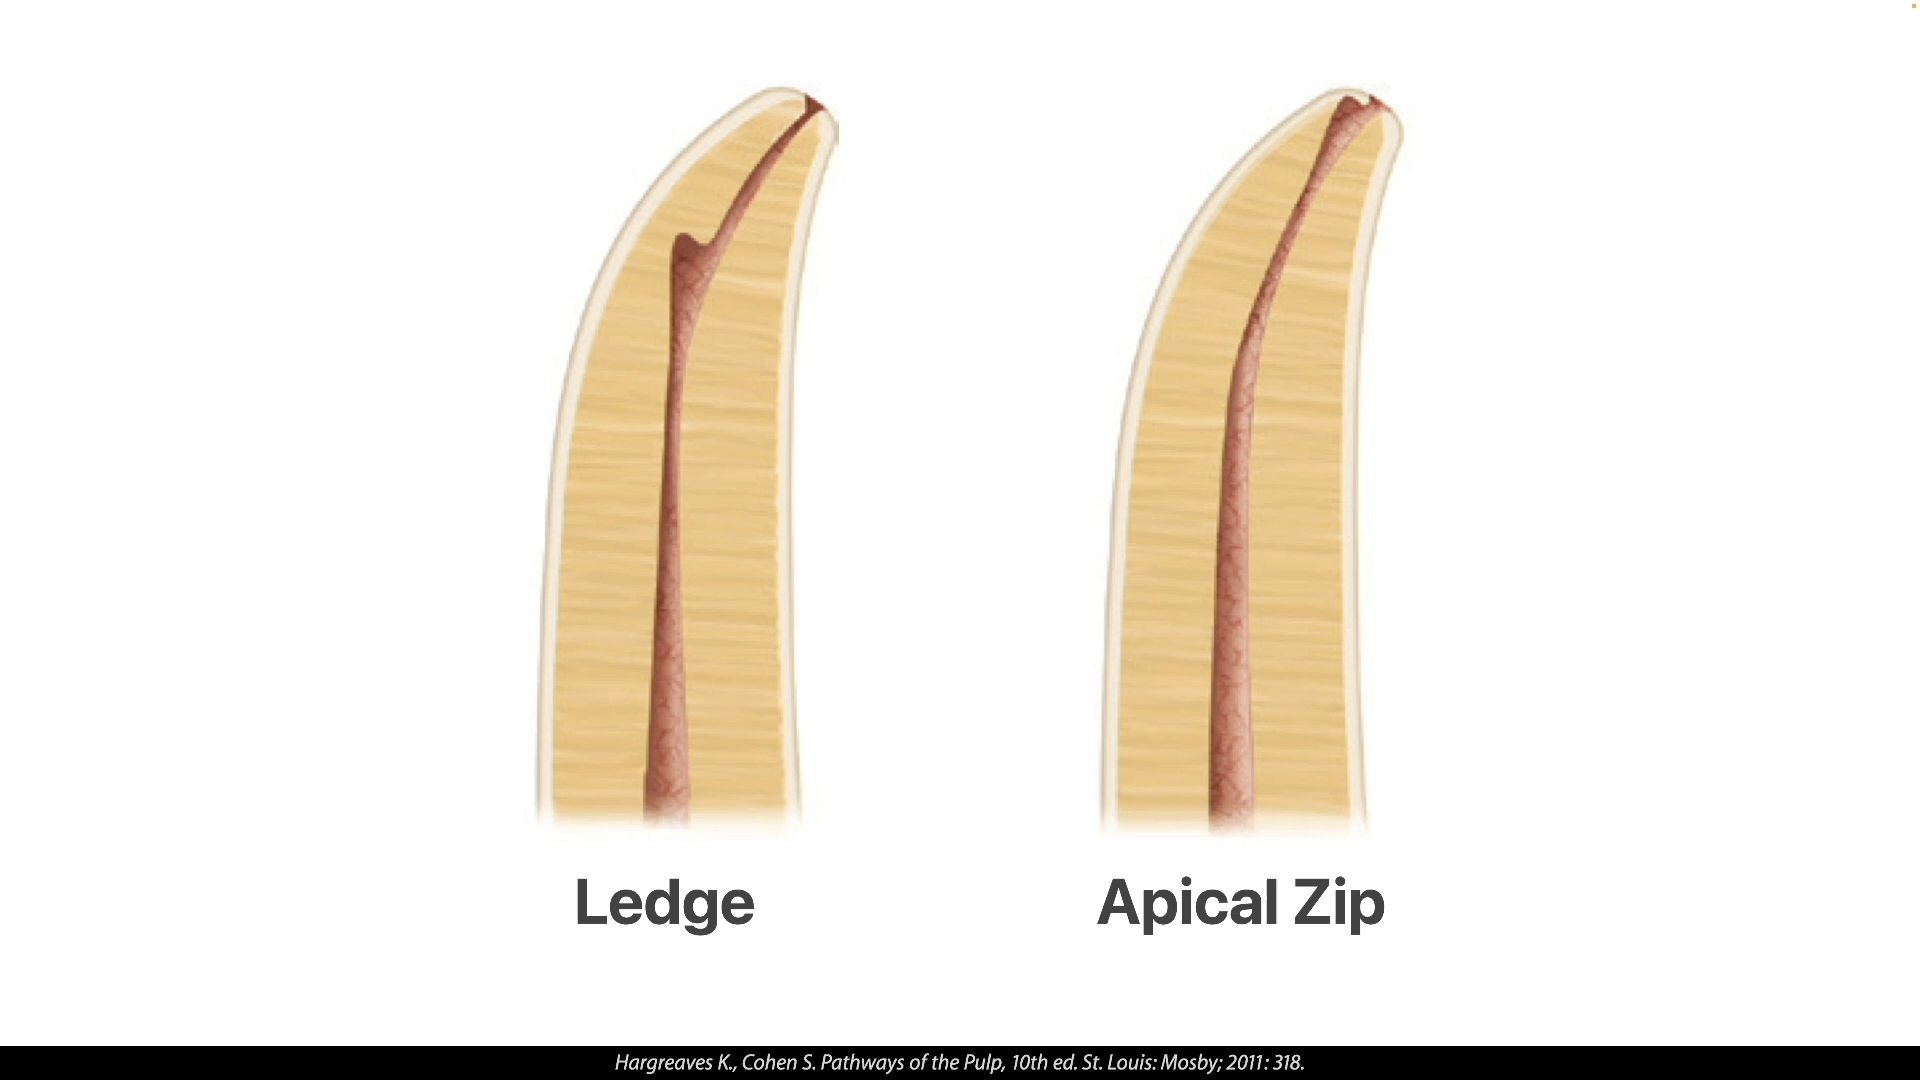 Ledge
Apical Zip
Hargreaves K., Cohen S. Pathways of the Pulp, 10th ed. St. Louis: Mosby; 2011: 318.